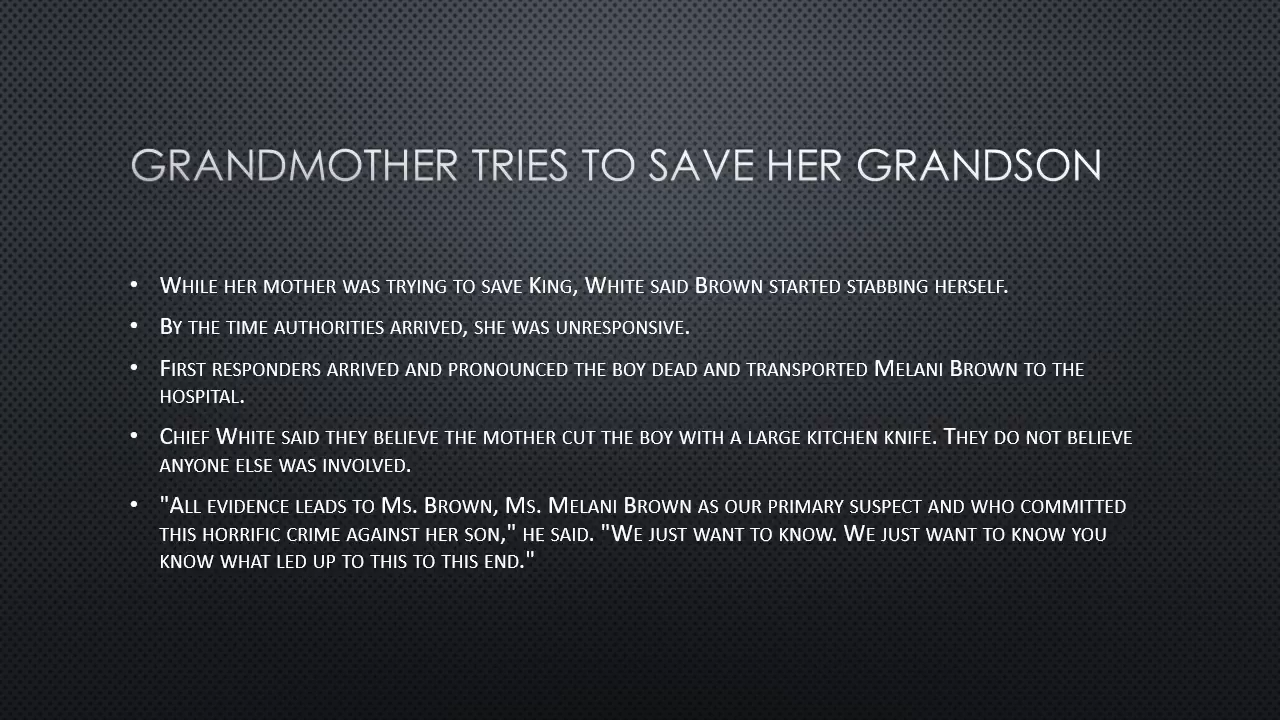 GRANDMOTHER TRIES TO SAVE HER GRANDSON
• WHILE HER MOTHER WAS TRYING TO SAVE KING, WHITE SAID BROWN STARTED STABBING HERSELF.
• BY THE TIME AUTHORITIES ARRIVED, SHE WAS UNRESPONSIVE.
• FIRST RESPONDERS ARRIVED AND PRONOUNCED THE BOY DEAD AND TRANSPORTED MELANI BROWN TO THE
HOSPITAL.
• CHIEF WHITE SAID THEY BELIEVE THE MOTHER CUT THE BOY WITH A LARGE KITCHEN KNIFE. THEY DO NOT BELIEVE
ANYONE ELSE WAS INVOLVED.
• "ALL EVIDENCE LEADS TO MS. BROWN, MS. MELANI BROWN AS OUR PRIMARY SUSPECT AND WHO COMMITTED
THIS HORRIFIC CRIME AGAINST HER SON," HE SAID. "WE JUST WANT TO KNOW. WE JUST WANT TO KNOW YOU
KNOW WHAT LED UP TO THIS TO THIS END."